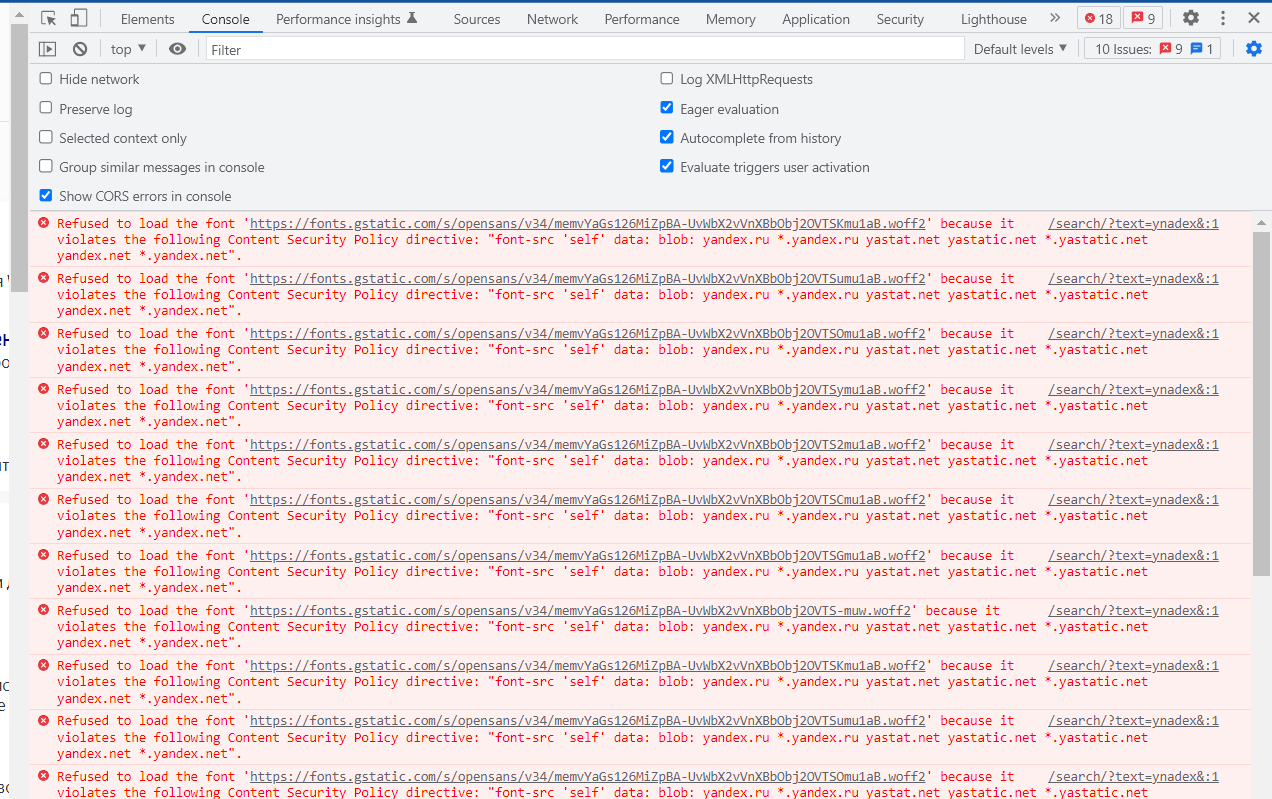 Elements Console Performance insights Sources Network Performance Memory Application Security Lighthouse » 18 9
top ▼ Filter Default levels ▼ 10 Issues: 9 1
Hide network Log XMLHttpRequests
Preserve log Eager evaluation
Selected context only Autocomplete from history
Group similar messages in console Evaluate triggers user activation
Show CORS errors in console
Refused to load the font 'https://fonts.gstatic.com/s/opensans/v34/memvYaGs126MiZpBA-UvWbX2vVnXBbObj2OVTSKmu1aB.woff2' because it /search/?text=ynadex&:1
violates the following Content Security Policy directive: "font-src 'self' data: blob: yandex.ru *.yandex.ru yastat.net yastatic.net *.yastatic.net
yandex.net *.yandex.net".
Refused to load the font 'https://fonts.gstatic.com/s/opensans/v34/memvYaGs126MiZpBA-UvWbX2vVnXBbObj2OVTSumu1aB.woff2' because it /search/?text=ynadex&:1
violates the following Content Security Policy directive: "font-src 'self' data: blob: yandex.ru *.yandex.ru yastat.net yastatic.net *.yastatic.net
yandex.net *.yandex.net".
Refused to load the font 'https://fonts.gstatic.com/s/opensans/v34/memvYaGs126MiZpBA-UvWbX2vVnXBbObj2OVTSOmu1aB.woff2' because it /search/?text=ynadex&:1
violates the following Content Security Policy directive: "font-src 'self' data: blob: yandex.ru *.yandex.ru yastat.net yastatic.net *.yastatic.net
yandex.net *.yandex.net".
Refused to load the font 'https://fonts.gstatic.com/s/opensans/v34/memvYaGs126MiZpBA-UvWbX2vVnXBbObj2OVTSymu1aB.woff2' because it /search/?text=ynadex&:1
violates the following Content Security Policy directive: "font-src 'self' data: blob: yandex.ru *.yandex.ru yastat.net yastatic.net *.yastatic.net
yandex.net *.yandex.net".
Refused to load the font 'https://fonts.gstatic.com/s/opensans/v34/memvYaGs126MiZpBA-UvWbX2vVnXBbObj2OVTS2mu1aB.woff2' because it /search/?text=ynadex&:1
violates the following Content Security Policy directive: "font-src 'self' data: blob: yandex.ru *.yandex.ru yastat.net yastatic.net *.yastatic.net
yandex.net *.yandex.net".
Refused to load the font 'https://fonts.gstatic.com/s/opensans/v34/memvYaGs126MiZpBA-UvWbX2vVnXBbObj2OVTSCmu1aB.woff2' because it /search/?text=ynadex&:1
violates the following Content Security Policy directive: "font-src 'self' data: blob: yandex.ru *.yandex.ru yastat.net yastatic.net *.yastatic.net
yandex.net *.yandex.net".
Refused to load the font 'https://fonts.gstatic.com/s/opensans/v34/memvYaGs126MiZpBA-UvWbX2vVnXBbObj2OVTSGmu1aB.woff2' because it /search/?text=ynadex&:1
violates the following Content Security Policy directive: "font-src 'self' data: blob: yandex.ru *.yandex.ru yastat.net yastatic.net *.yastatic.net
yandex.net *.yandex.net".
Refused to load the font 'https://fonts.gstatic.com/s/opensans/v34/memvYaGs126MiZpBA-UvWbX2vVnXBbObj2OVTS-muw.woff2' because it /search/?text=ynadex&:1
violates the following Content Security Policy directive: "font-src 'self' data: blob: yandex.ru *.yandex.ru yastat.net yastatic.net *.yastatic.net
yandex.net *.yandex.net".
Refused to load the font 'https://fonts.gstatic.com/s/opensans/v34/memvYaGs126MiZpBA-UvWbX2vVnXBbObj2OVTSKmu1aB.woff2' because it /search/?text=ynadex&:1
violates the following Content Security Policy directive: "font-src 'self' data: blob: yandex.ru *.yandex.ru yastat.net yastatic.net *.yastatic.net
yandex.net *.yandex.net".
Refused to load the font 'https://fonts.gstatic.com/s/opensans/v34/memvYaGs126MiZpBA-UvWbX2vVnXBbObj2OVTSumu1aB.woff2' because it /search/?text=ynadex&:1
violates the following Content Security Policy directive: "font-src 'self' data: blob: yandex.ru *.yandex.ru yastat.net yastatic.net *.yastatic.net
yandex.net *.yandex.net".
Refused to load the font 'https://fonts.gstatic.com/s/opensans/v34/memvYaGs126MiZpBA-UvWbX2vVnXBbObj2OVTSOmu1aB.woff2' because it /search/?text=ynadex&:1
violates the following Content Security Policy directive: "font-src 'self' data: blob: yandex.ru *.yandex.ru yastat.net yastatic.net *.yastatic.net